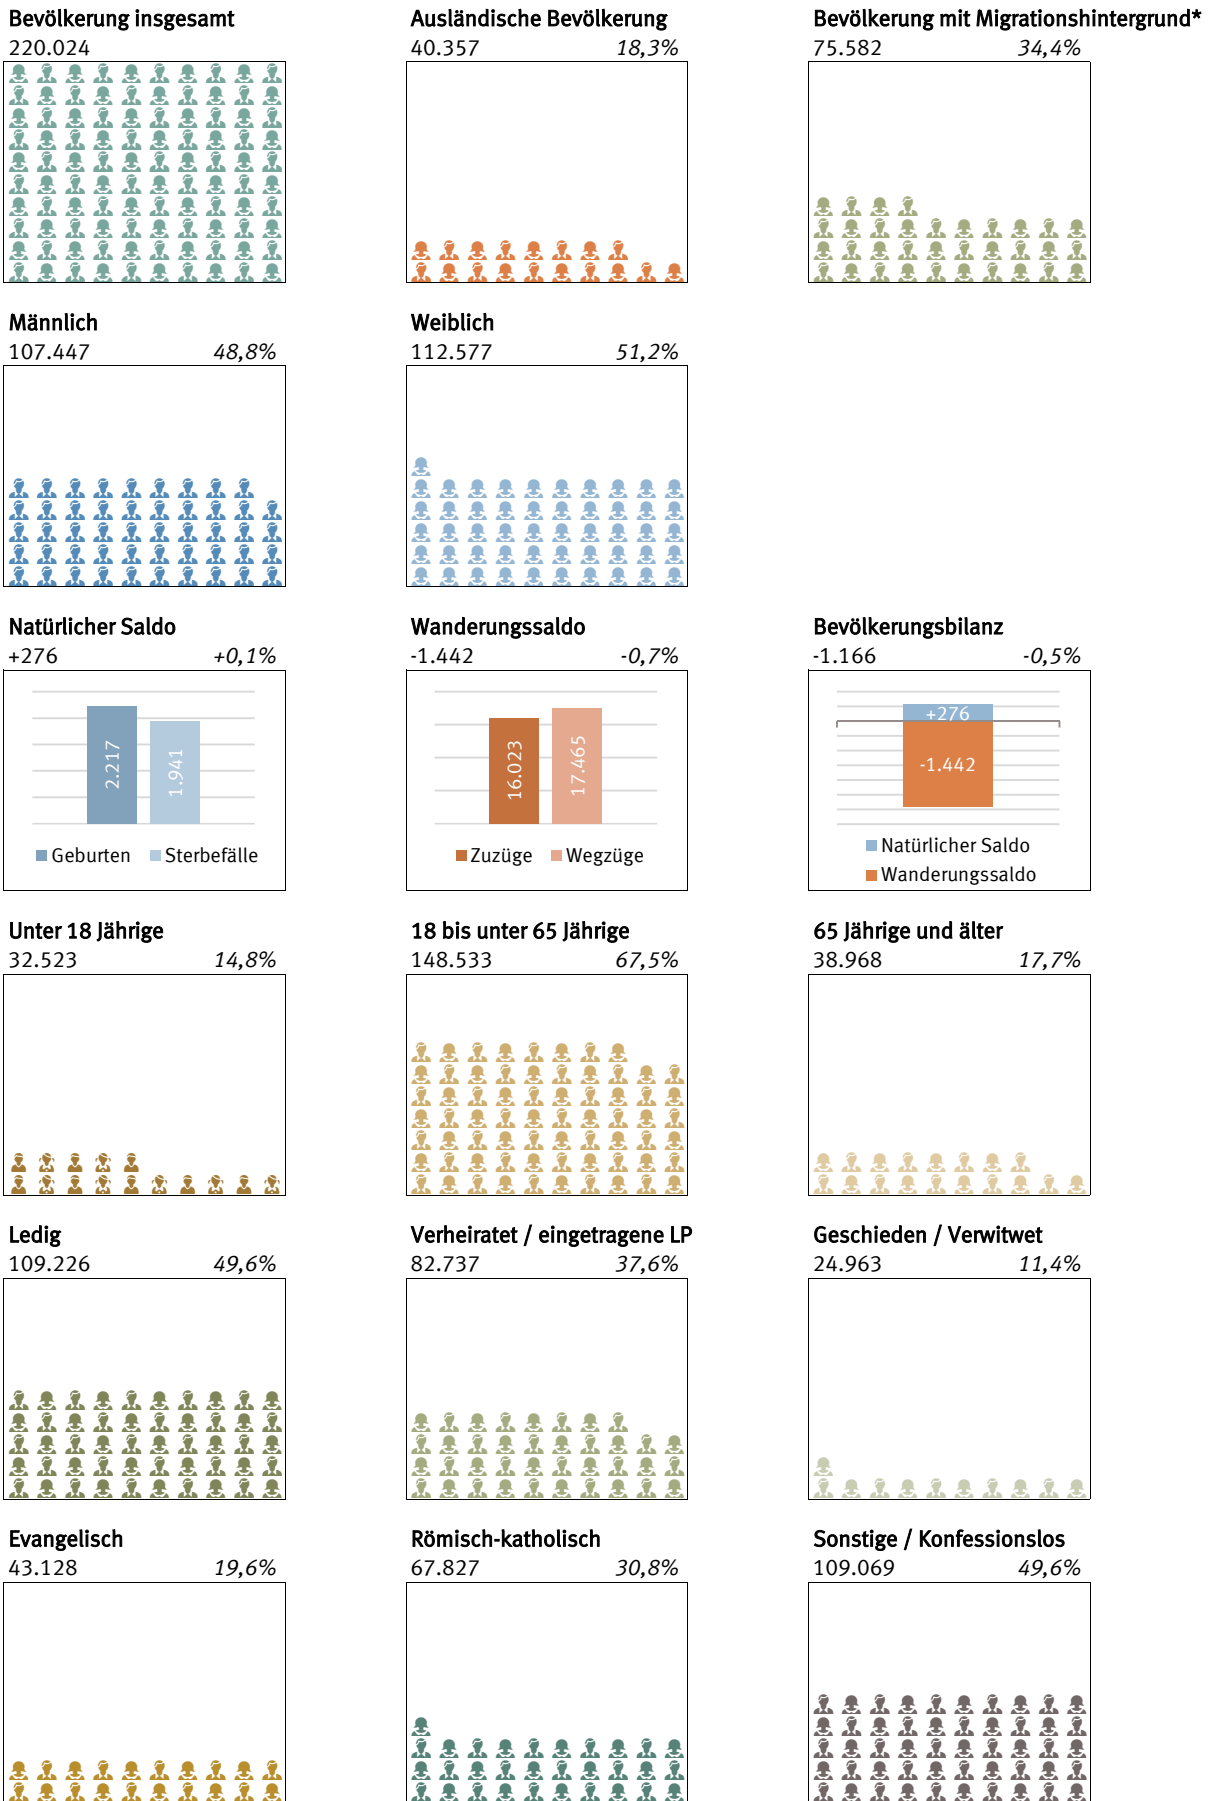 Bevölkerung insgesamt
220.024
Ausländische Bevölkerung
40.357 18,3%
Bevölkerung mit Migrationshintergrund*
75.582 34,4%
Männlich
107.447 48,8%
Weiblich
112.577 51,2%
Natürlicher Saldo
+276 +0,1%
2.217
1.941
Geburten Sterbefälle
Wanderungssaldo
-1.442 -0,7%
16.023
17.465
Zuzüge Wegzüge
Bevölkerungsbilanz
-1.166 -0,5%
+276
-1.442
Natürlicher Saldo
Wanderungssaldo
Unter 18 Jährige
32.523 14,8%
18 bis unter 65 Jährige
148.533 67,5%
65 Jährige und älter
38.968 17,7%
Ledig
109.226 49,6%
Verheiratet / eingetragene LP
82.737 37,6%
Geschieden / Verwitwet
24.963 11,4%
Evangelisch
43.128 19,6%
Römisch-katholisch
67.827 30,8%
Sonstige / Konfessionslos
109.069 49,6%